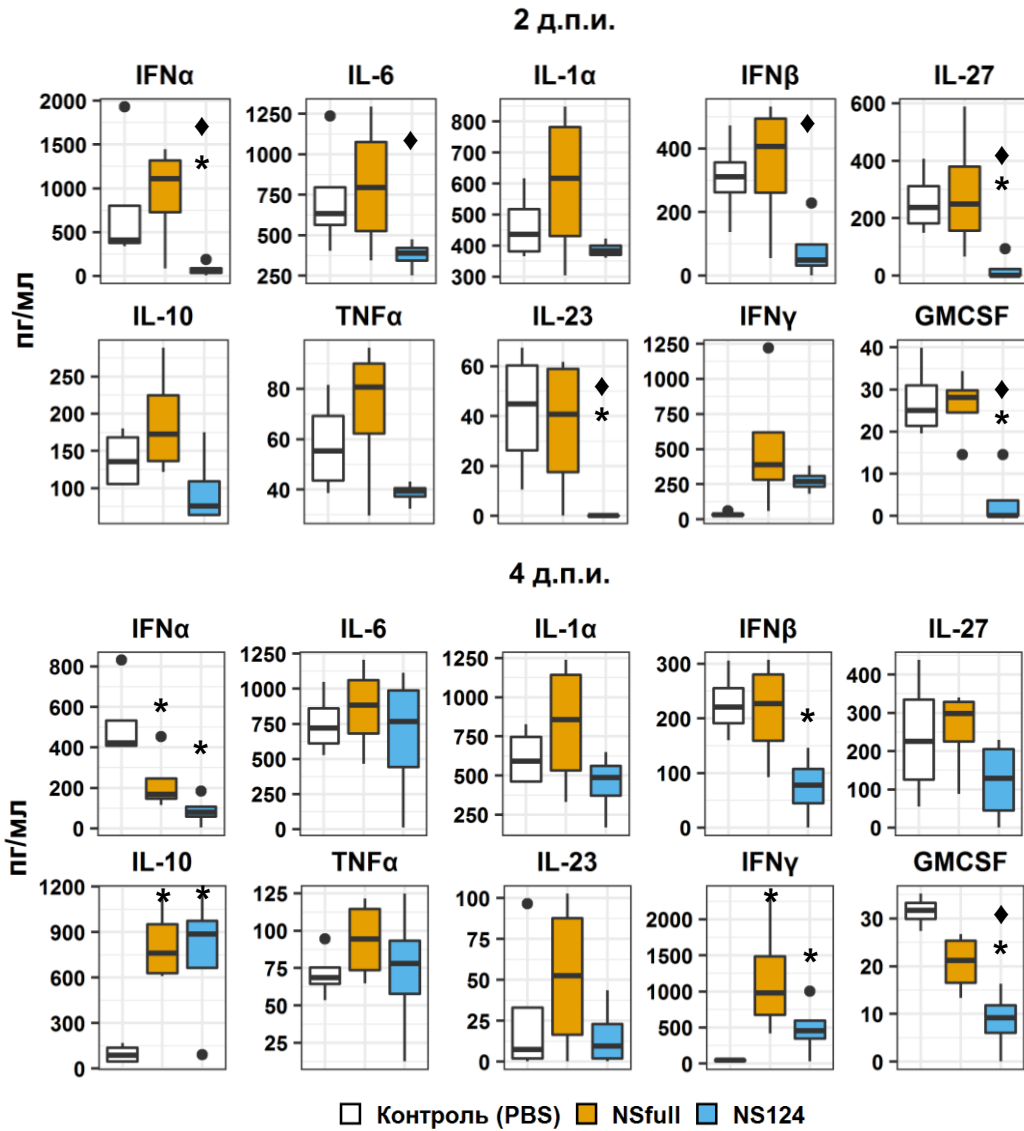 2 д.п.и.
IFNα IL-6 IL-1α IFNβ IL-27
2000 1500 1000 500 0
1250 1000 750 500 250
800 700 600 500 400 300
400 200 0
600 400 200 0
* *
пг/мл
IL-10 TNFα IL-23 IFNγ GMCSF
250 200 150 100
80 60 40
60 40 20 0
1250 1000 750 500 250 0
40 30 20 10 0
* *
4 д.п.и.
IFNα IL-6 IL-1α IFNβ IL-27
800 600 400 200 0
1250 1000 750 500 250 0
1250 1000 750 500 250
300 200 100 0
400 300 200 100 0
* * *
пг/мл
IL-10 TNFα IL-23 IFNγ GMCSF
1200 900 600 300 0
125 100 75 50 25
100 75 50 25 0
2000 1500 1000 500 0
30 20 10 0
* * * * *
Контроль (PBS) NSfull NS124